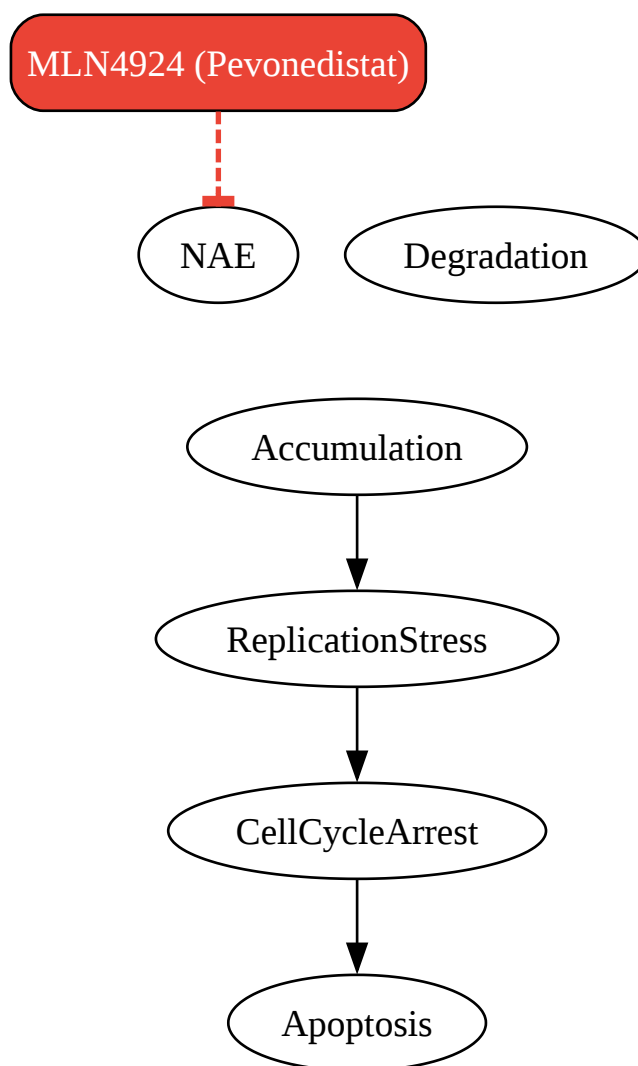 MLN4924 (Pevonedistat)
NAE
Degradation
Accumulation
ReplicationStress
CellCycleArrest
Apoptosis